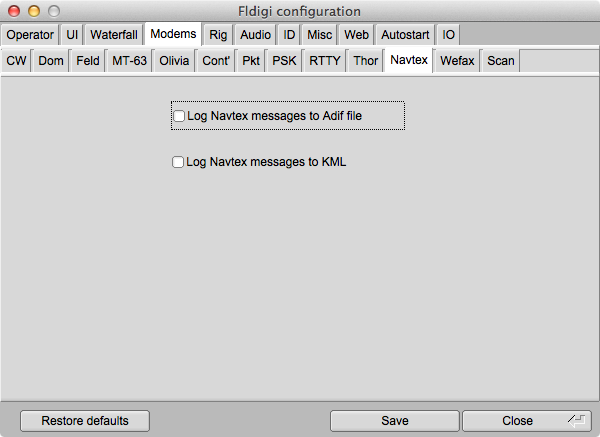 Fldigi configuration
Operator UI Waterfall Modems Rig Audio ID Misc Web Autostart IO
CW Dom Feld MT-63 Olivia Cont' Pkt PSK RTTY Thor Navtex Wefax Scan
Log Navtex messages to Adif file
Log Navtex messages to KML
Restore defaults Save Close